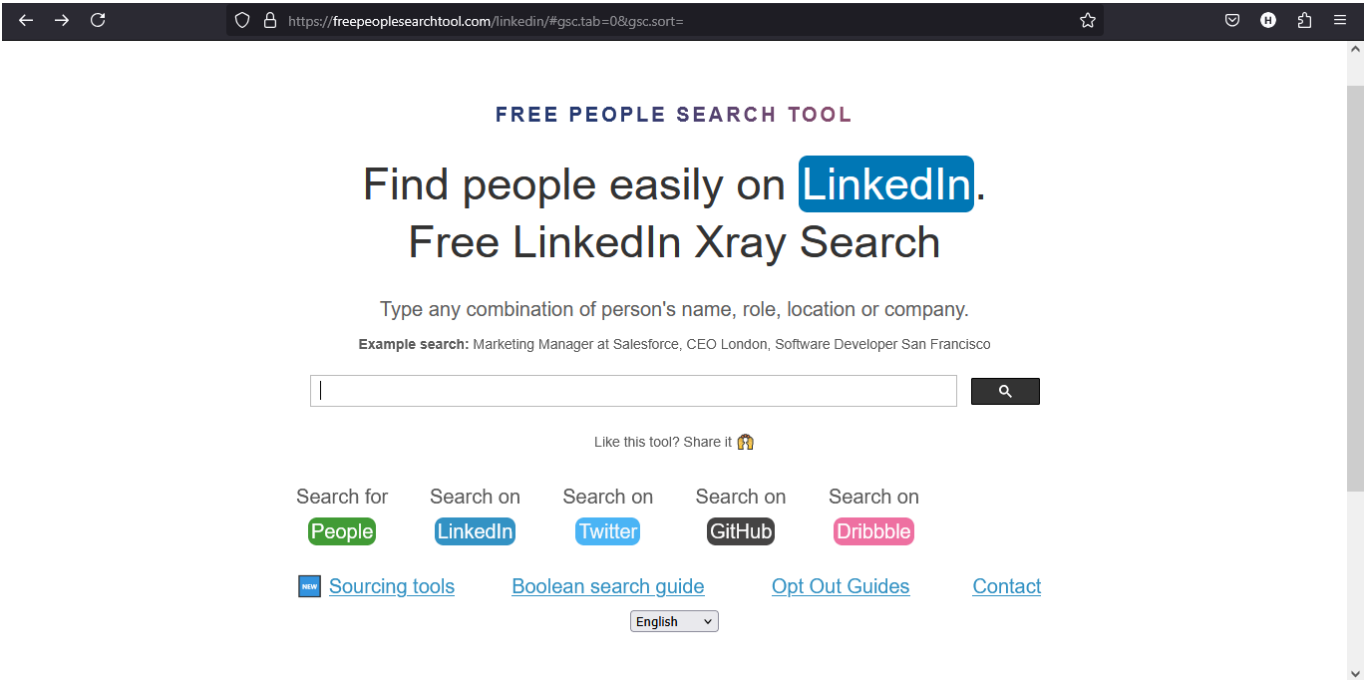 https://freepeoplesearchtool.com/linkedin/#gsc.tab=0&gsc.sort=
H
FREE PEOPLE SEARCH TOOL
Find people easily on LinkedIn.
Free LinkedIn Xray Search
Type any combination of person's name, role, location or company.
Example search: Marketing Manager at Salesforce, CEO London, Software Developer San Francisco
Like this tool? Share it
Search for Search on Search on Search on Search on
People LinkedIn Twitter GitHub Dribbble
NEW Sourcing tools Boolean search guide Opt Out Guides Contact
English